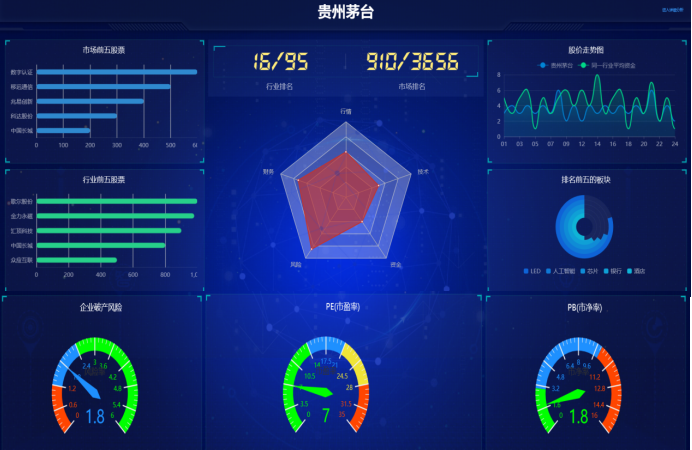 贵州茅台
市场前五股票
数字认证
移远通信
兆易创新
科达股份
中国长城
0 100 200 300 400 500
16/95
行业排名
910/3656
市场排名
股价走势图
贵州茅台 同一行业平均资金
8
6
4
2
0
01 03 05 07 09 12 14 16 18 20 22 24
行情
技术
资金
风险
财务
行业前五股票
歌尔股份
金力永磁
汇顶科技
中国长城
众应互联
0 200 400 600 800
排名前五的板块
LED 人工智能 芯片 银行 酒店
企业破产风险
0 0.6 1.2 2.4 3 3.6 4.2 4.8 5.4 6
1.8
PE(市盈率)
0 3.5 7 10.5 14 17.5 21 24.5 28 31.5 35
7
PB(市净率)
0 1.6 3.2 4.8 6.4 8 9.6 11.2 12.8 14.4 16
1.8